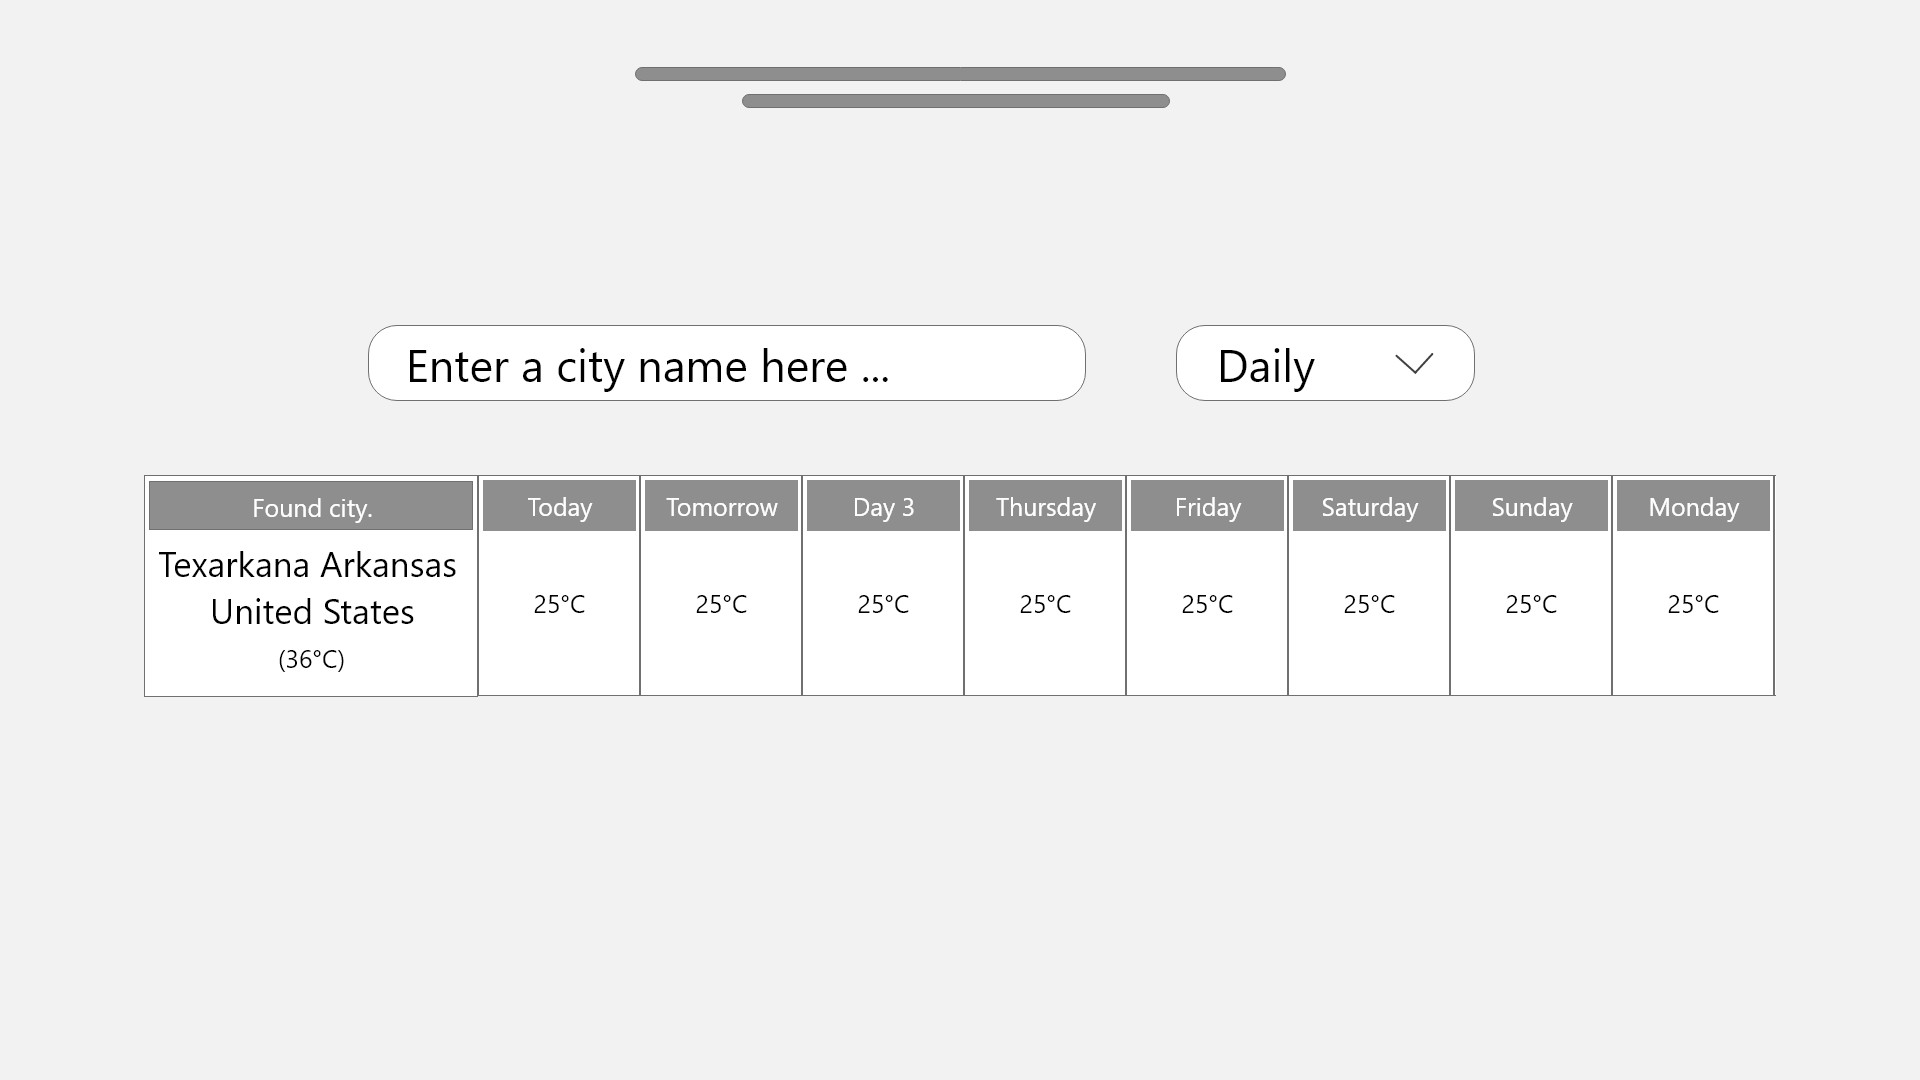 Enter a city name here ...
Daily
Found city.
Today
Tomorrow
Day 3
Thursday
Friday
Saturday
Sunday
Monday
Texarkana Arkansas
United States
(36°C)
25°C
25°C
25°C
25°C
25°C
25°C
25°C
25°C